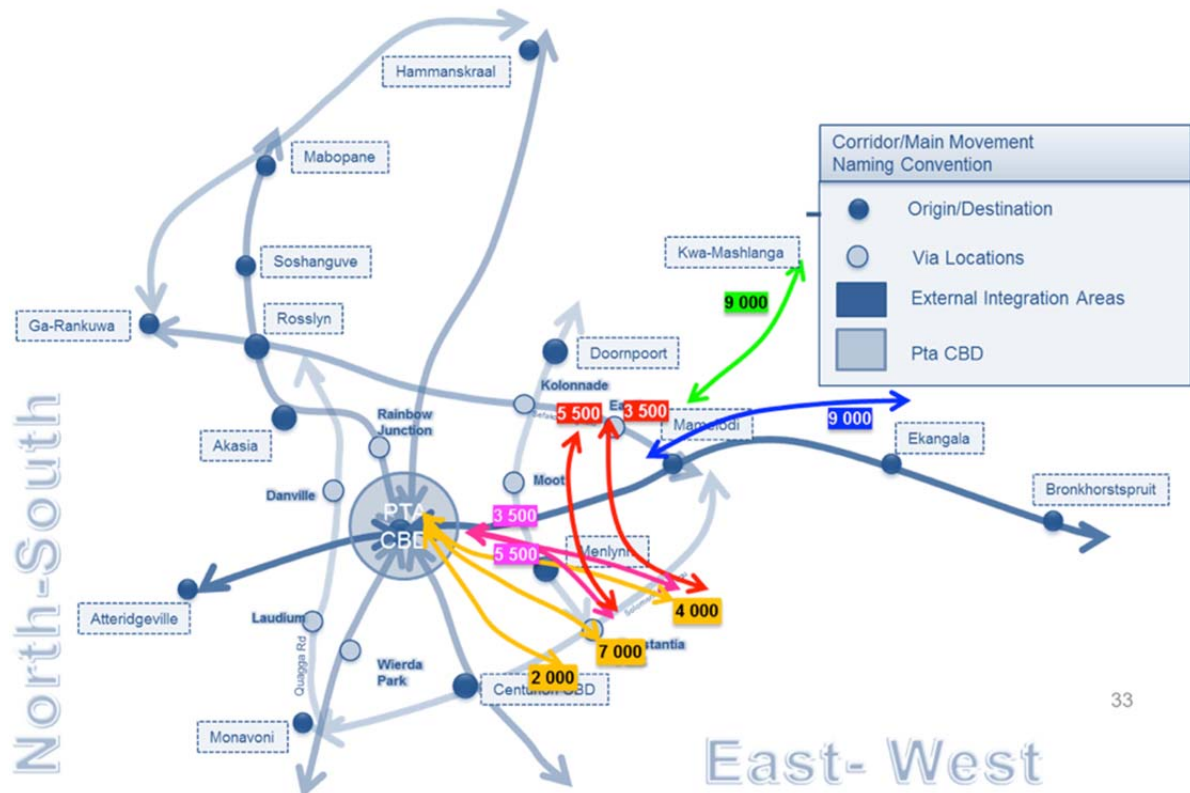 Hammanskraal
Mabopane
Corridor/Main Movement
Naming Convention
Origin/Destination
Via Locations
External Integration Areas
Pta CBD
Soshanguve
Kwa-Mashlanga
9 000
Ga-Rankuwa
Rosslyn
Doornpoort
Kolonnade
5 500
3 500
Mamelodi
9 000
Akasia
Rainbow
Junction
Ekangala
Danville
Moot
Bronkhorstspruit
PTA
CBD
3 500
5 500
Menlyn
Atteridgeville
4 000
Laudium
Quagga Rd
7 000
Wierda
Park
2 000
Centurion CBD
Monavoni
33
North-South
East- West